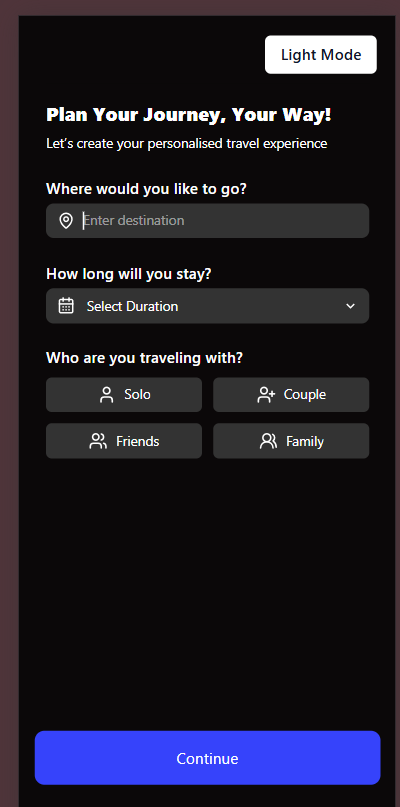 Light Mode
Plan Your Journey, Your Way!
Let’s create your personalised travel experience
Where would you like to go?
Enter destination
How long will you stay?
Select Duration
Who are you traveling with?
Solo
Couple
Friends
Family
Continue